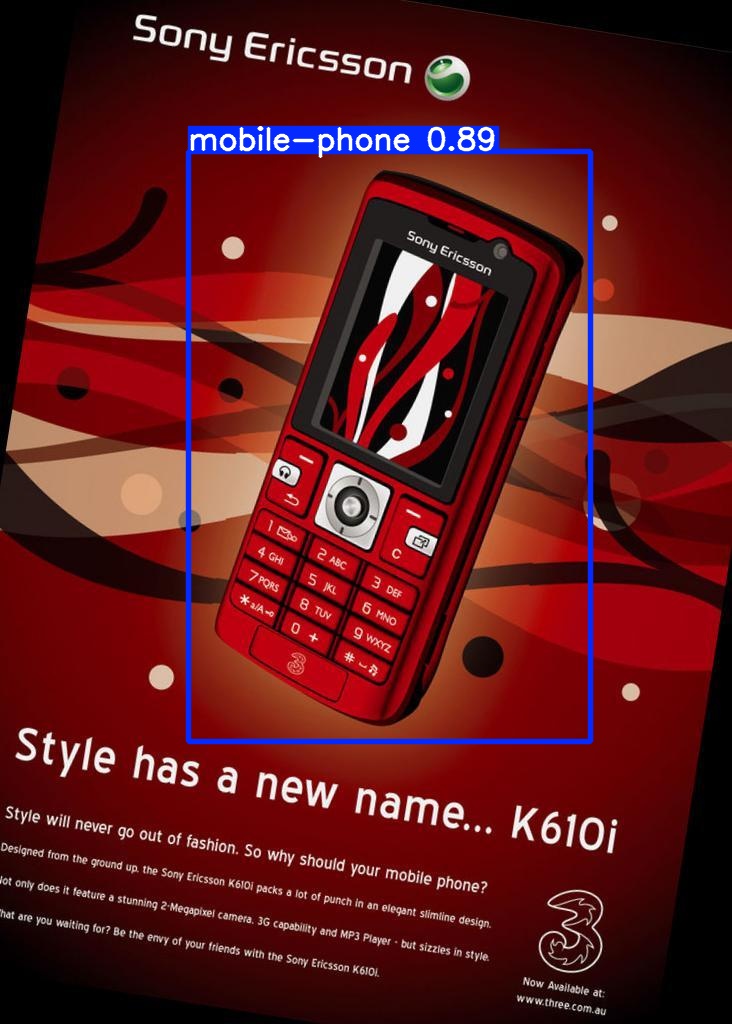 Sony Ericsson
mobile-phone 0.89
Sony Ericsson
C
1
2 ABC
3 DEF
4 GHI
5 JKL
6 MNO
7 PQRS
8 TUV
9 WXYZ
* a/A
0 +
#
3
Style has a new name... K610i
Style will never go out of fashion. So why should your mobile phone?
Designed from the ground up, the Sony Ericsson K610i packs a lot of punch in an elegant slimline design.
Not only does it feature a stunning 2-Megapixel camera, 3G capability and MP3 Player - but sizzles in style.
What are you waiting for? Be the envy of your friends with the Sony Ericsson K610i.
3
Now Available at:
www.three.com.au